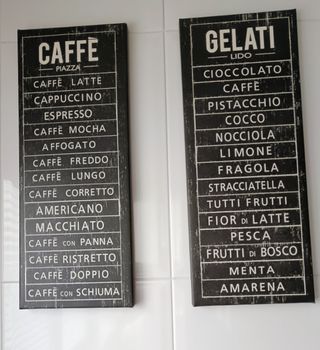 CAFFÈ
PIAZZA
CAFFÈ LATTE
CAPPUCCINO
ESPRESSO
CAFFÈ MOCHA
AFFOGATO
CAFFÈ FREDDO
CAFFÈ LUNGO
CAFFÈ CORRETTO
AMERICANO
MACCHIATO
CAFFÈ CON PANNA
CAFFÈ RISTRETTO
CAFFÈ DOPPIO
CAFFÈ CON SCHIUMA
GELATI
LIDO
CIOCCOLATO
CAFFÈ
PISTACCHIO
COCCO
NOCCIOLA
LIMONE
FRAGOLA
STRACCIATELLA
TUTTI FRUTTI
FIOR DI LATTE
PESCA
FRUTTI DI BOSCO
MENTA
AMARENA